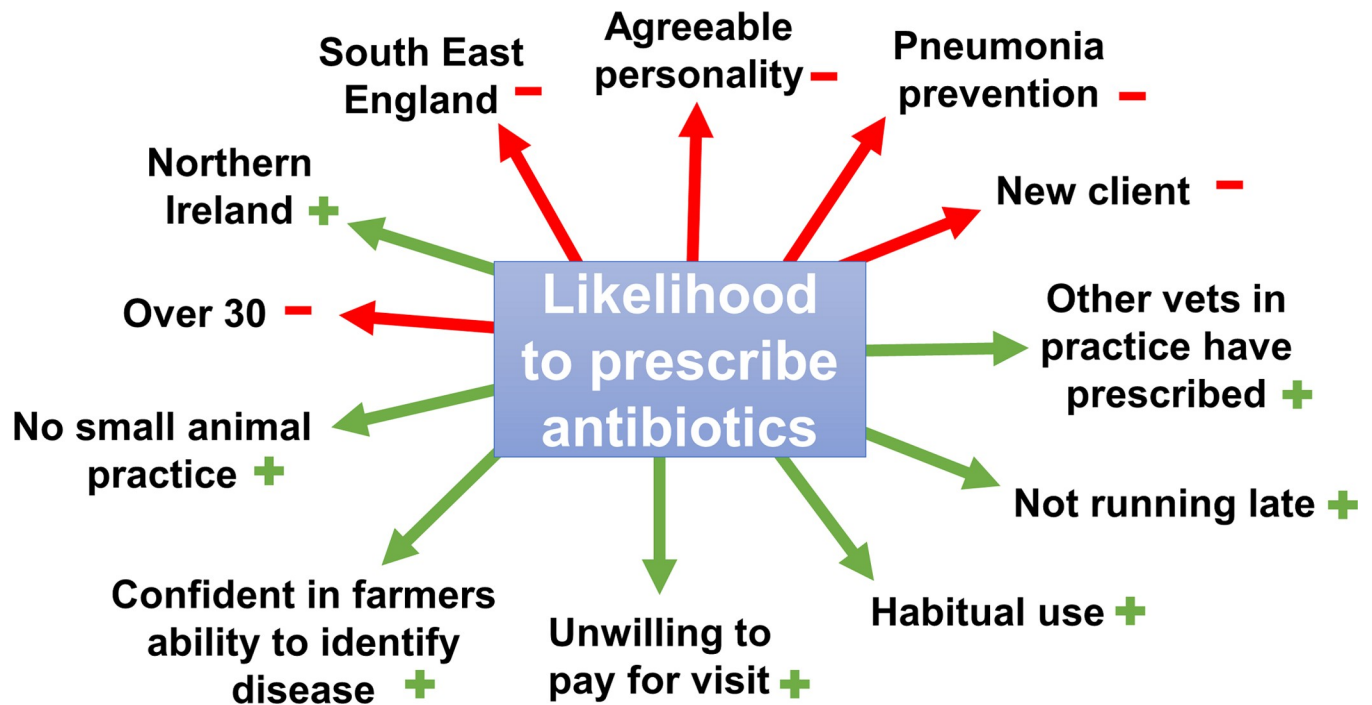 South East
England -
Agreeable
personality -
Pneumonia
prevention -
New client -
Northern
Ireland +
Over 30 -
No small animal
practice +
Confident in farmers
ability to identify
disease +
Unwilling to
pay for visit +
Habitual use +
Not running late +
Other vets in
practice have
prescribed +
Likelihood
to prescribe
antibiotics